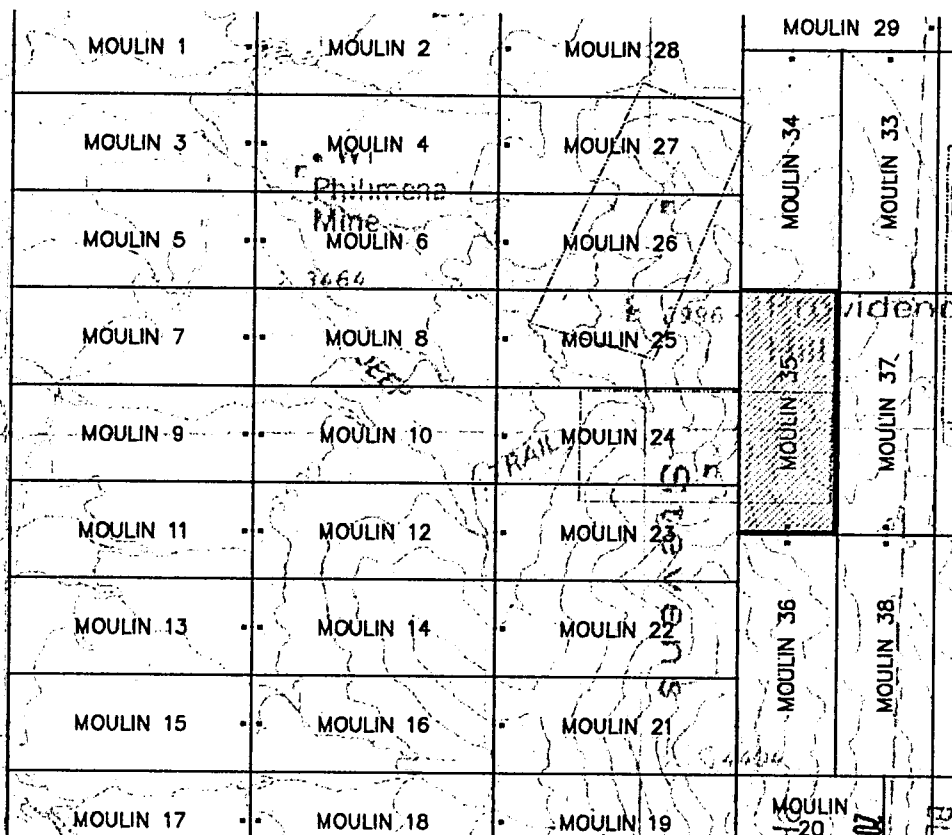 MOULIN 1
MOULIN 2
MOULIN 28
MOULIN 29
MOULIN 3
MOULIN 4
MOULIN 27
MOULIN 34
MOULIN 33
Philimena
Mine
MOULIN 5
MOULIN 6
MOULIN 26
3464
MOULIN 7
MOULIN 8
MOULIN 25
MOULIN 35
MOULIN 37
JEEP
MOULIN 9
MOULIN 10
TRAIL
MOULIN 24
MOULIN 11
MOULIN 12
MOULIN 23
MOULIN 13
MOULIN 14
MOULIN 22
MOULIN 36
MOULIN 38
MOULIN 15
MOULIN 16
MOULIN 21
MOULIN 17
MOULIN 18
MOULIN 19
MOULIN
20